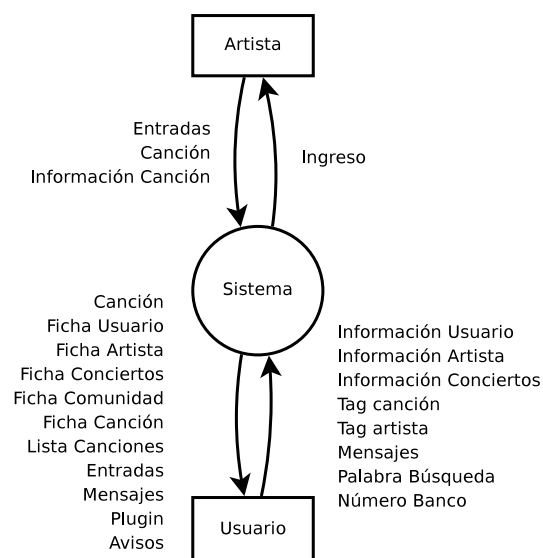 Artista
Entradas
Canción
Información Canción
Ingreso
Sistema
Canción
Ficha Usuario
Ficha Artista
Ficha Conciertos
Ficha Comunidad
Ficha Canción
Lista Canciones
Entradas
Mensajes
Plugin
Avisos
Información Usuario
Información Artista
Información Conciertos
Tag canción
Tag artista
Mensajes
Palabra Búsqueda
Número Banco
Usuario